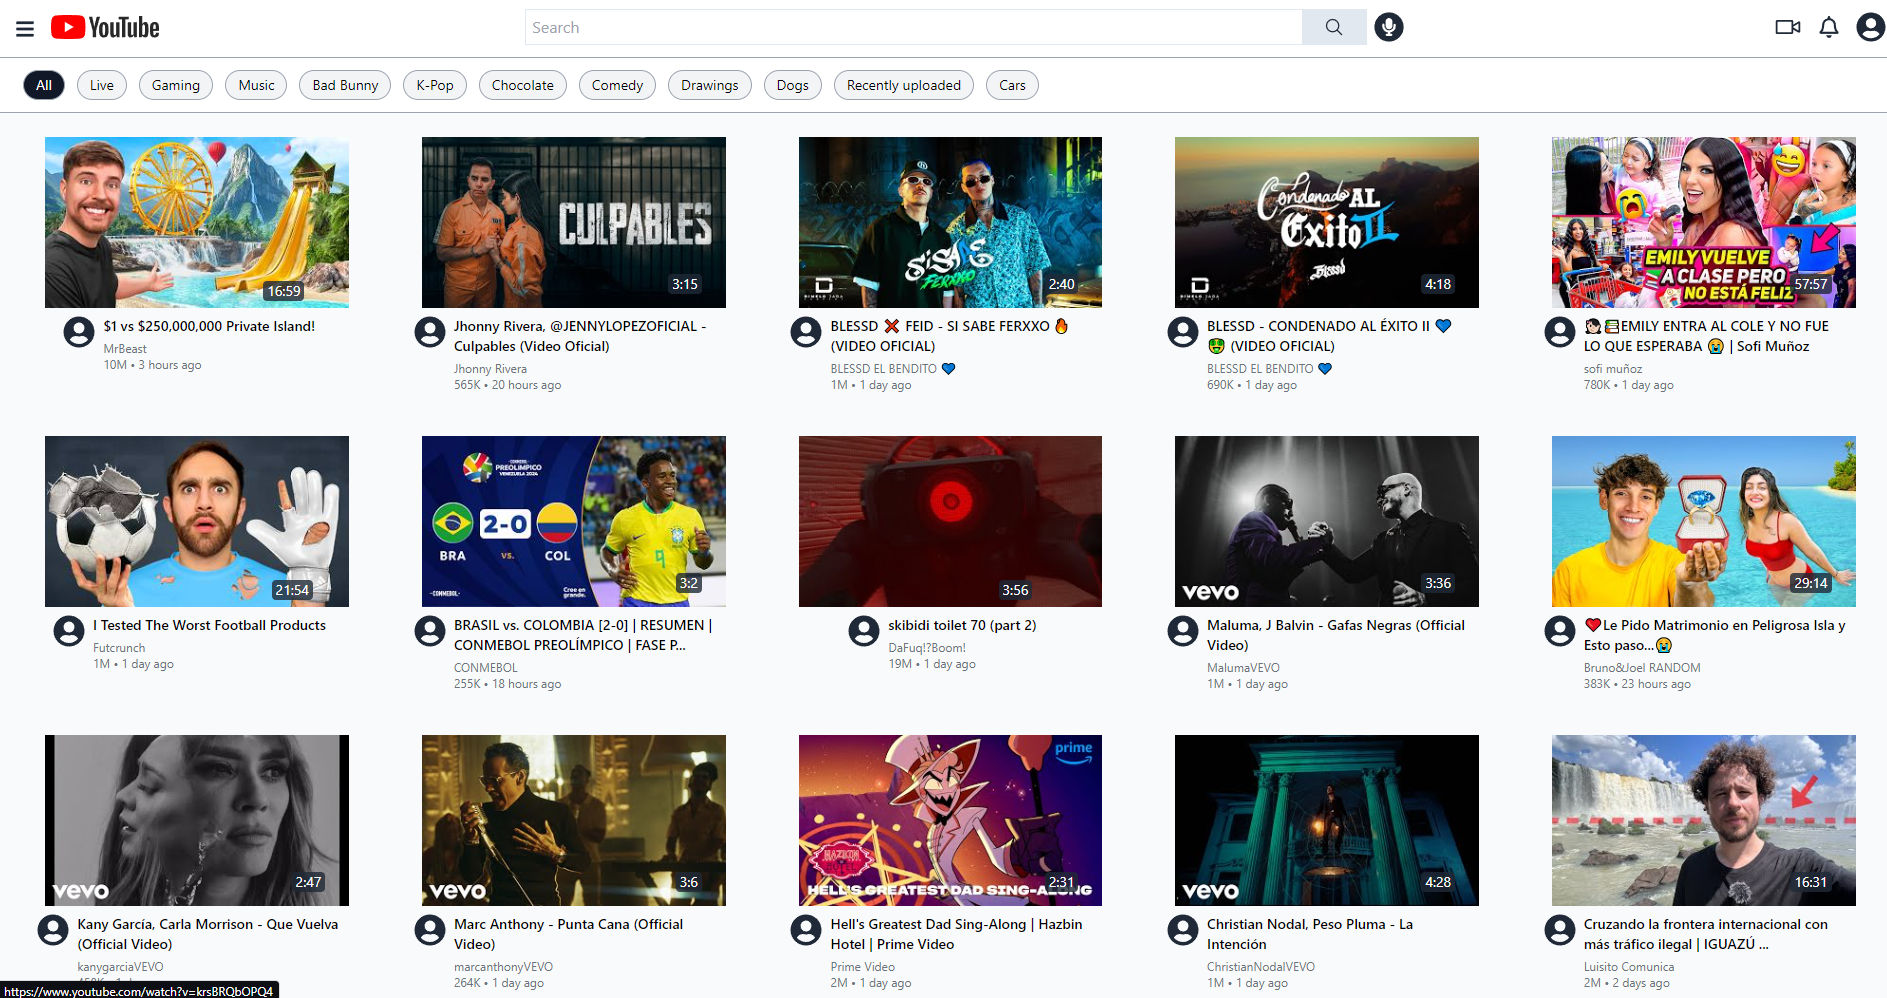 YouTube
Search
All
Live
Gaming
Music
Bad Bunny
K-Pop
Chocolate
Comedy
Drawings
Dogs
Recently uploaded
Cars
16:59
$1 vs $250,000,000 Private Island!
MrBeast
10M • 3 hours ago
CULPABLES
3:15
Jhonny Rivera, @JENNYLOPEZOFICIAL -
Culpables (Video Oficial)
Jhonny Rivera
565K • 20 hours ago
SiSAS
FERXXO
2:40
BLESSD ❌ FEID - SI SABE FERXXO 🔥
(VIDEO OFICIAL)
BLESSD EL BENDITO 💙
1M • 1 day ago
Condenado AL
Exito II
Blessd
4:18
BLESSD - CONDENADO AL ÉXITO II 💙
🤑 (VIDEO OFICIAL)
BLESSD EL BENDITO 💙
690K • 1 day ago
EMILY VUELVE
A CLASE PERO
NO ESTÁ FELIZ
57:57
👩🏻📚EMILY ENTRA AL COLE Y NO FUE
LO QUE ESPERABA 😭 | Sofi Muñoz
sofi muñoz
780K • 1 day ago
21:54
I Tested The Worst Football Products
Futcrunch
1M • 1 day ago
PREOLIMPICO
VENEZUELA 2024
2-0
BRA
vs.
COL
CONMEBOL
Cree en
grande.
3:2
BRASIL vs. COLOMBIA [2-0] | RESUMEN |
CONMEBOL PREOLÍMPICO | FASE P...
CONMEBOL
255K • 18 hours ago
3:56
skibidi toilet 70 (part 2)
DaFuq!?Boom!
19M • 1 day ago
vevo
3:36
Maluma, J Balvin - Gafas Negras (Official
Video)
MalumaVEVO
1M • 1 day ago
29:14
❤️Le Pido Matrimonio en Peligrosa Isla y
Esto paso...😭
Bruno&Joel RANDOM
383K • 23 hours ago
vevo
2:47
Kany García, Carla Morrison - Que Vuelva
(Official Video)
kanygarciaVEVO
vevo
3:6
Marc Anthony - Punta Cana (Official
Video)
marcanthonyVEVO
264K • 1 day ago
prime
HAZBIN
HOTEL
HELL'S GREATEST DAD SING-ALONG
2:31
Hell's Greatest Dad Sing-Along | Hazbin
Hotel | Prime Video
Prime Video
2M • 1 day ago
vevo
4:28
Christian Nodal, Peso Pluma - La
Intención
ChristianNodalVEVO
1M • 1 day ago
16:31
Cruzando la frontera internacional con
más tráfico ilegal | IGUAZÚ ...
Luisito Comunica
2M • 2 days ago
https://www.youtube.com/watch?v=krsBRQbOPQ4